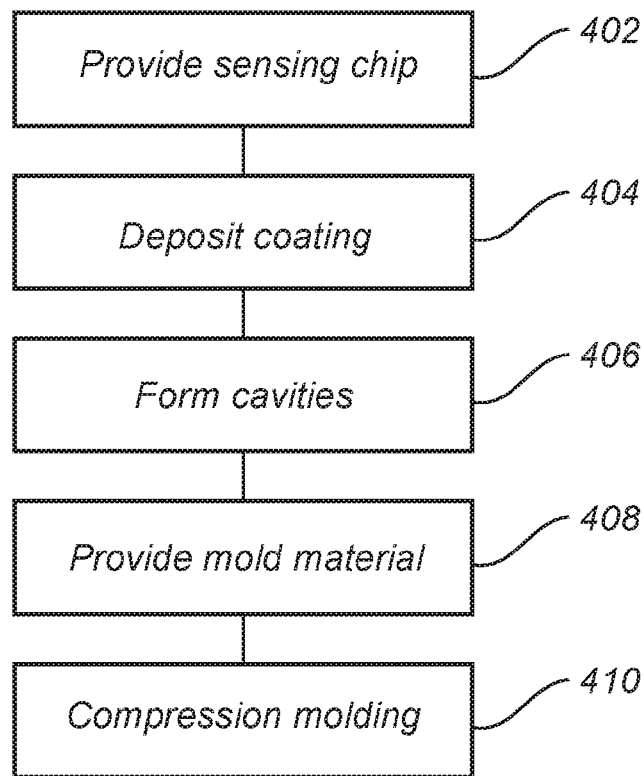 Provide sensing chip
402
Deposit coating
404
Form cavities
406
Provide mold material
408
Compression molding
410